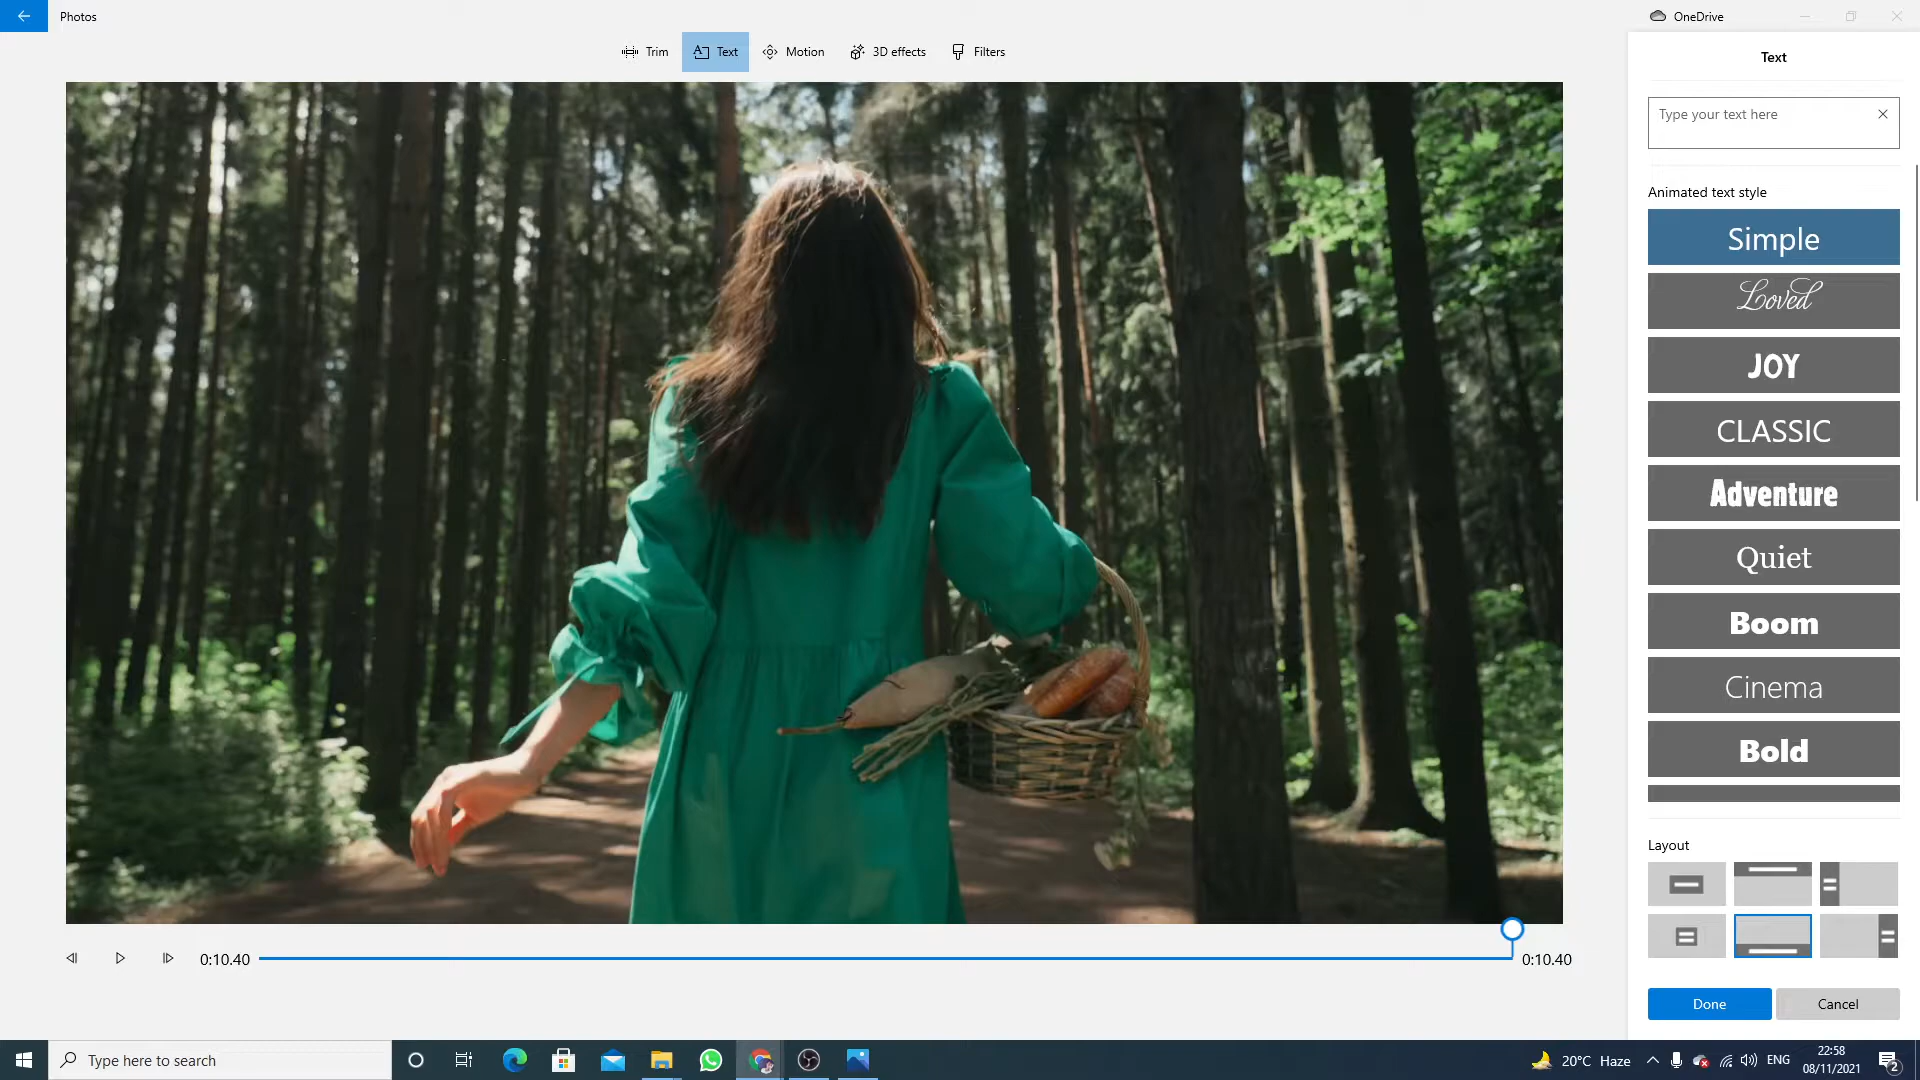 Photos
OneDrive
Trim
Text
Motion
3D effects
Filters
Text
Type your text here
Animated text style
Simple
Loved
JOY
CLASSIC
Adventure
Quiet
Boom
Cinema
Bold
Layout
0:10.40
0:10.40
Done
Cancel
Type here to search
20°C Haze
ENG
22:58
08/11/2021
2